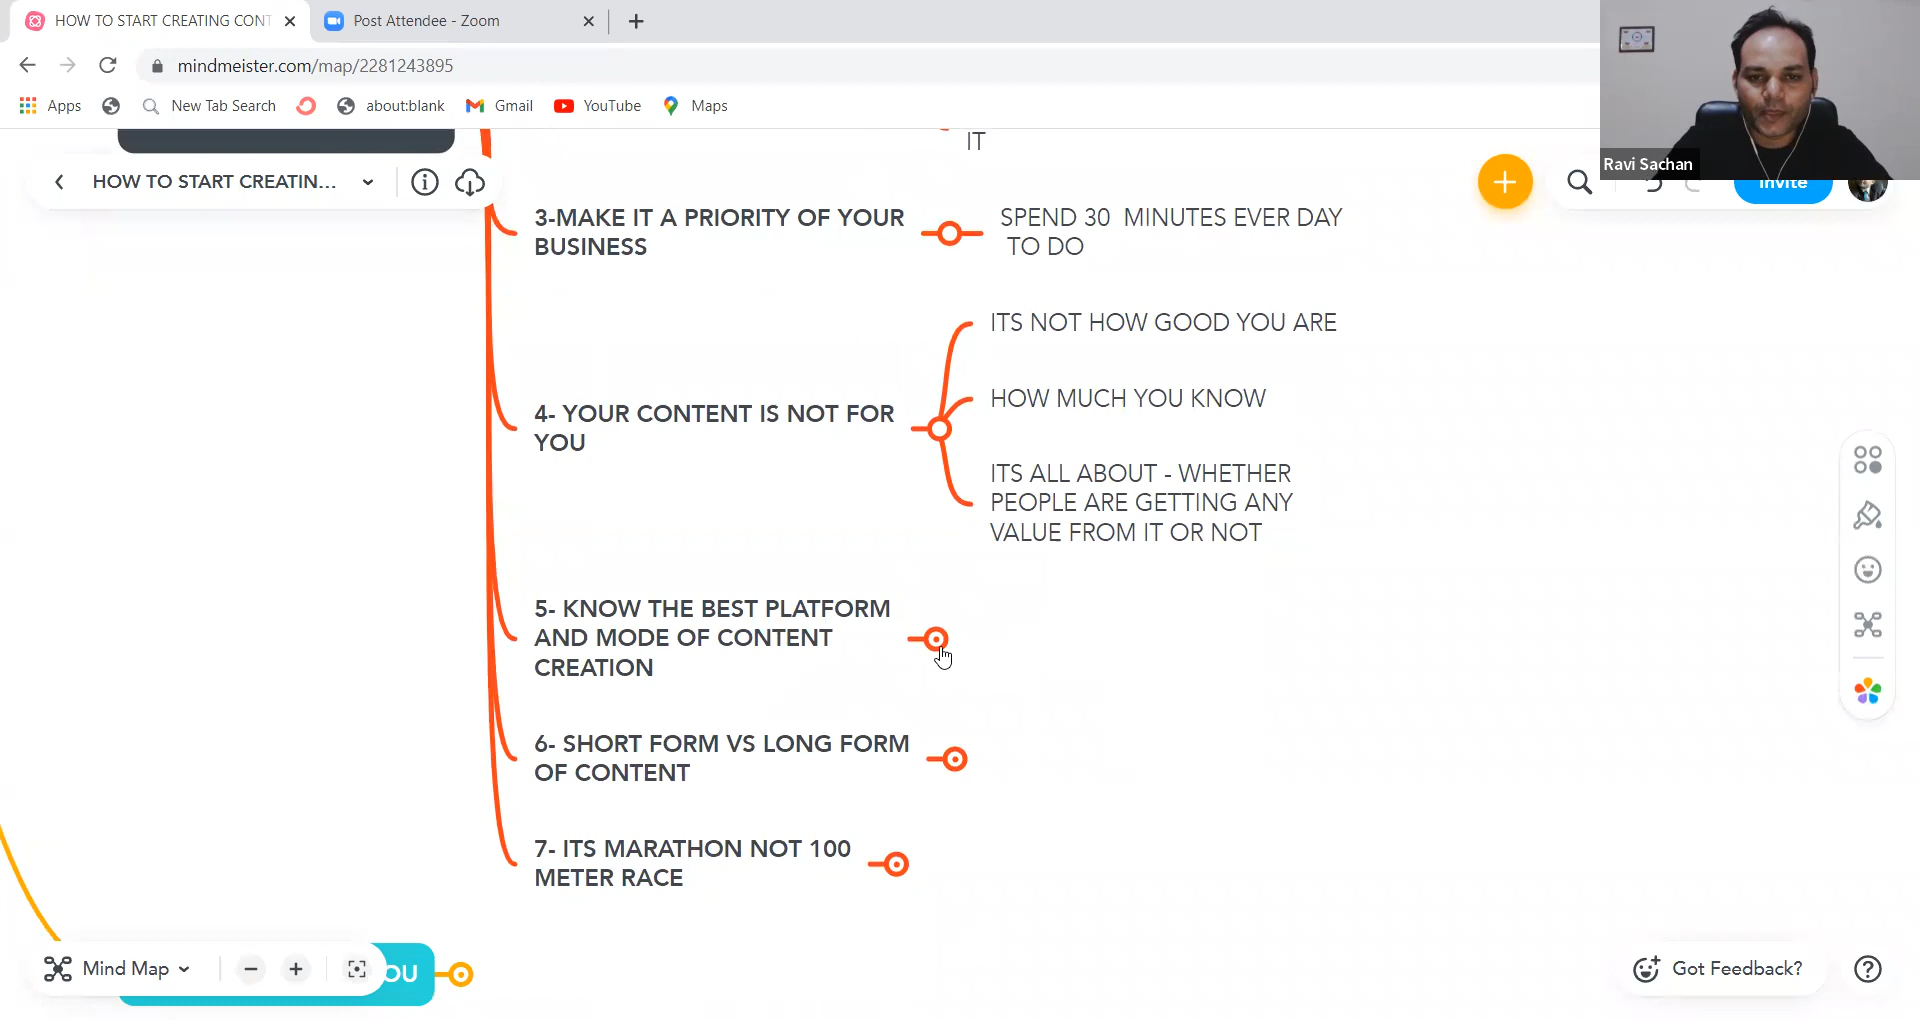 HOW TO START CREATING CONT
Post Attendee - Zoom
mindmeister.com/map/2281243895
Apps
New Tab Search
about:blank
Gmail
YouTube
Maps
Ravi Sachan
IT
HOW TO START CREATIN...
Invite
3-MAKE IT A PRIORITY OF YOUR
BUSINESS
SPEND 30 MINUTES EVER DAY
TO DO
4- YOUR CONTENT IS NOT FOR
YOU
ITS NOT HOW GOOD YOU ARE
HOW MUCH YOU KNOW
ITS ALL ABOUT - WHETHER
PEOPLE ARE GETTING ANY
VALUE FROM IT OR NOT
5- KNOW THE BEST PLATFORM
AND MODE OF CONTENT
CREATION
6- SHORT FORM VS LONG FORM
OF CONTENT
7- ITS MARATHON NOT 100
METER RACE
Mind Map
OU
Got Feedback?